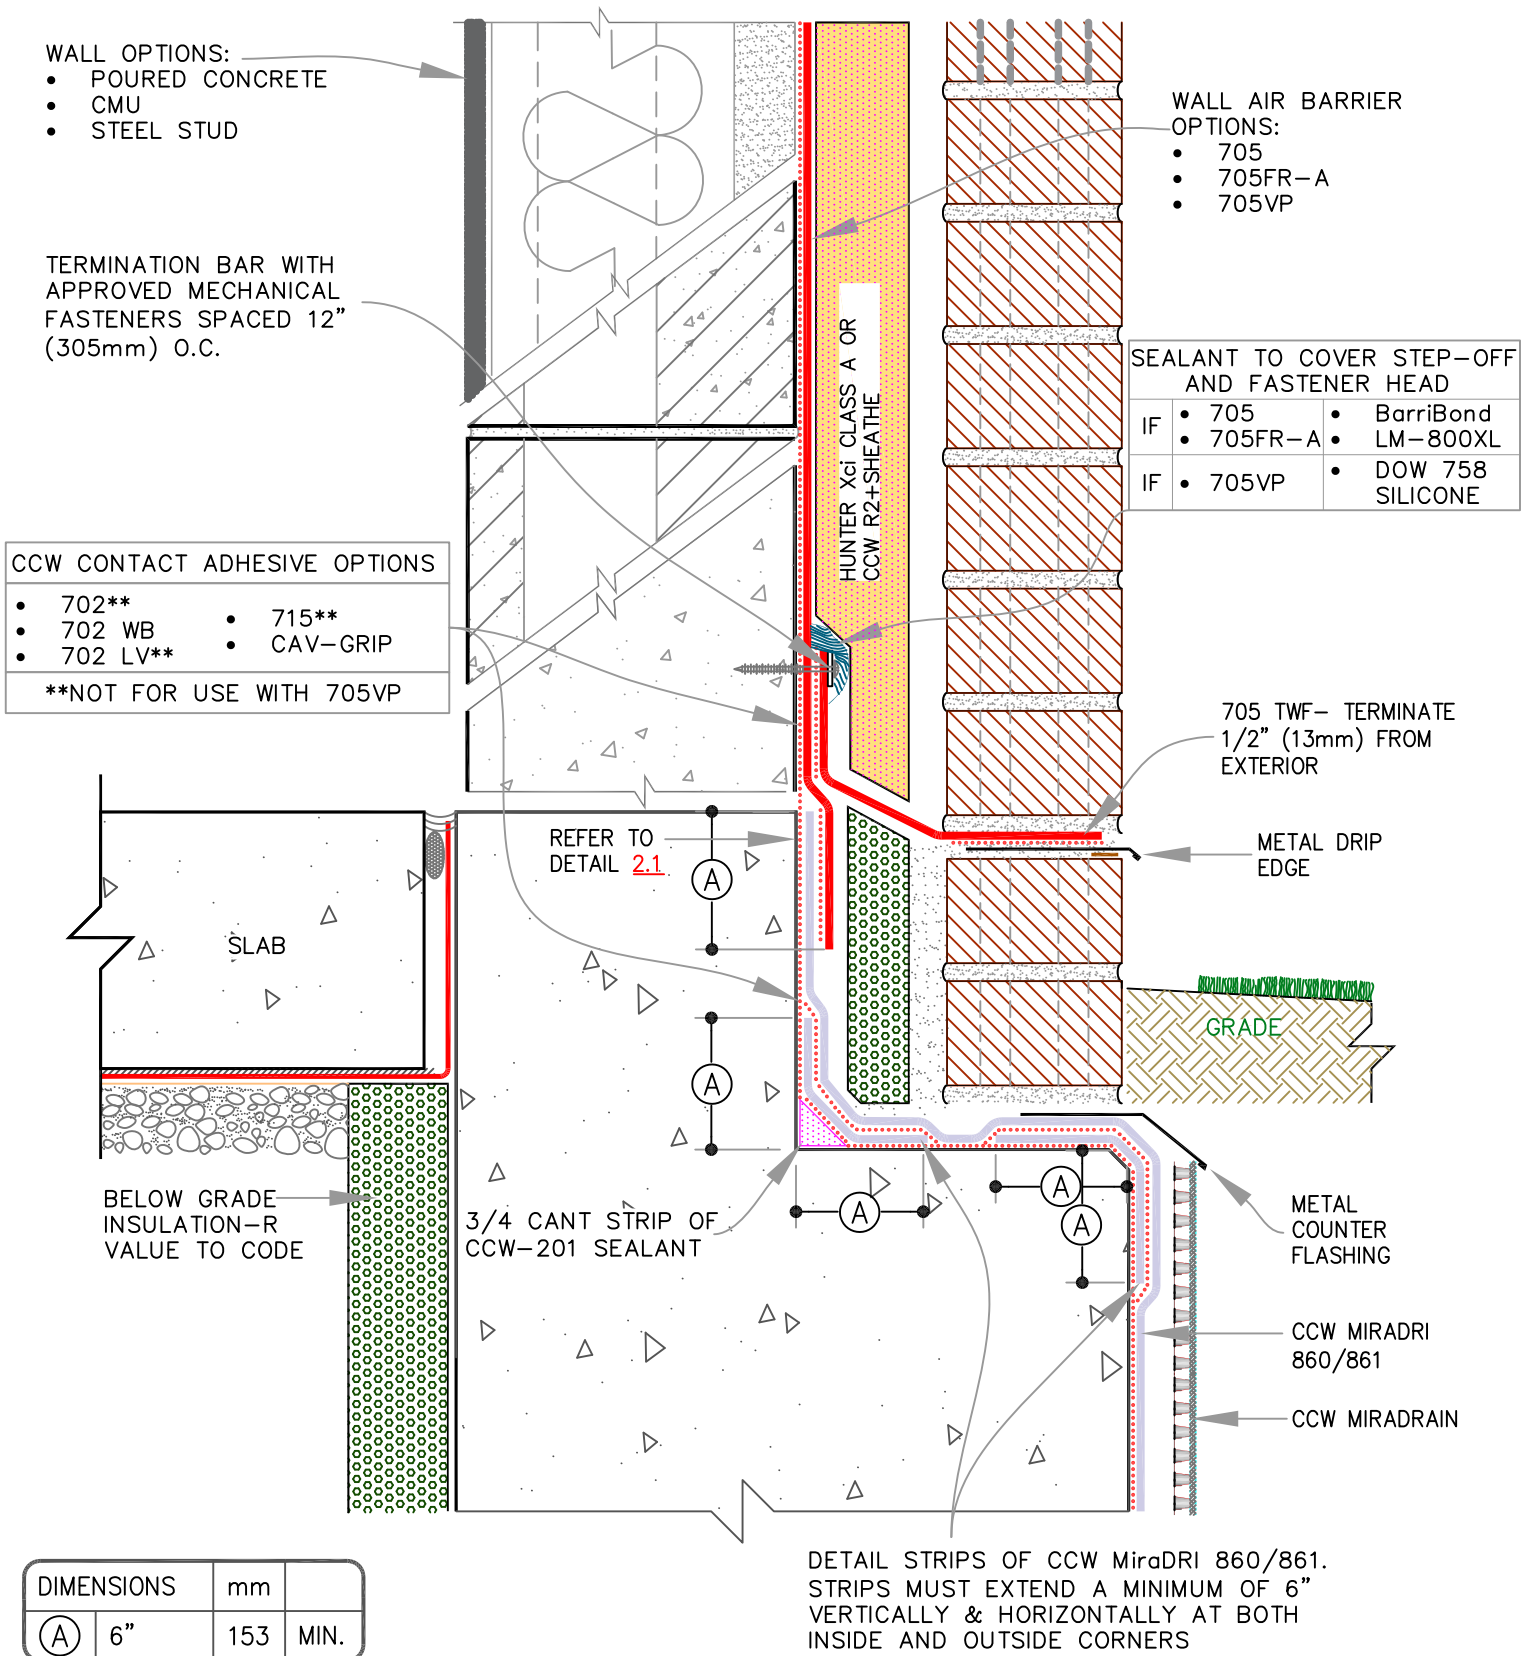 WALL OPTIONS:
• POURED CONCRETE
• CMU
• STEEL STUD
WALL AIR BARRIER
OPTIONS:
• 705
• 705FR-A
• 705VP
TERMINATION BAR WITH
APPROVED MECHANICAL
FASTENERS SPACED 12"
(305mm) O.C.
HUNTER Xci CLASS A OR
CCW R2+SHEATHE
SEALANT TO COVER STEP-OFF
AND FASTENER HEAD
IF • 705 • BarriBond
• 705FR-A • LM-800XL
IF • 705VP • DOW 758
SILICONE
CCW CONTACT ADHESIVE OPTIONS
• 702** • 715**
• 702 WB • CAV-GRIP
• 702 LV**
**NOT FOR USE WITH 705VP
705 TWF- TERMINATE
1/2" (13mm) FROM
EXTERIOR
REFER TO
DETAIL 2.1
A
METAL DRIP
EDGE
SLAB
GRADE
A
BELOW GRADE
INSULATION-R
VALUE TO CODE
3/4 CANT STRIP OF
CCW-201 SEALANT
A
A
A
METAL
COUNTER
FLASHING
CCW MIRADRI
860/861
CCW MIRADRAIN
DETAIL STRIPS OF CCW MiraDRI 860/861.
STRIPS MUST EXTEND A MINIMUM OF 6"
VERTICALLY & HORIZONTALLY AT BOTH
INSIDE AND OUTSIDE CORNERS
DIMENSIONS mm
A 6" 153 MIN.